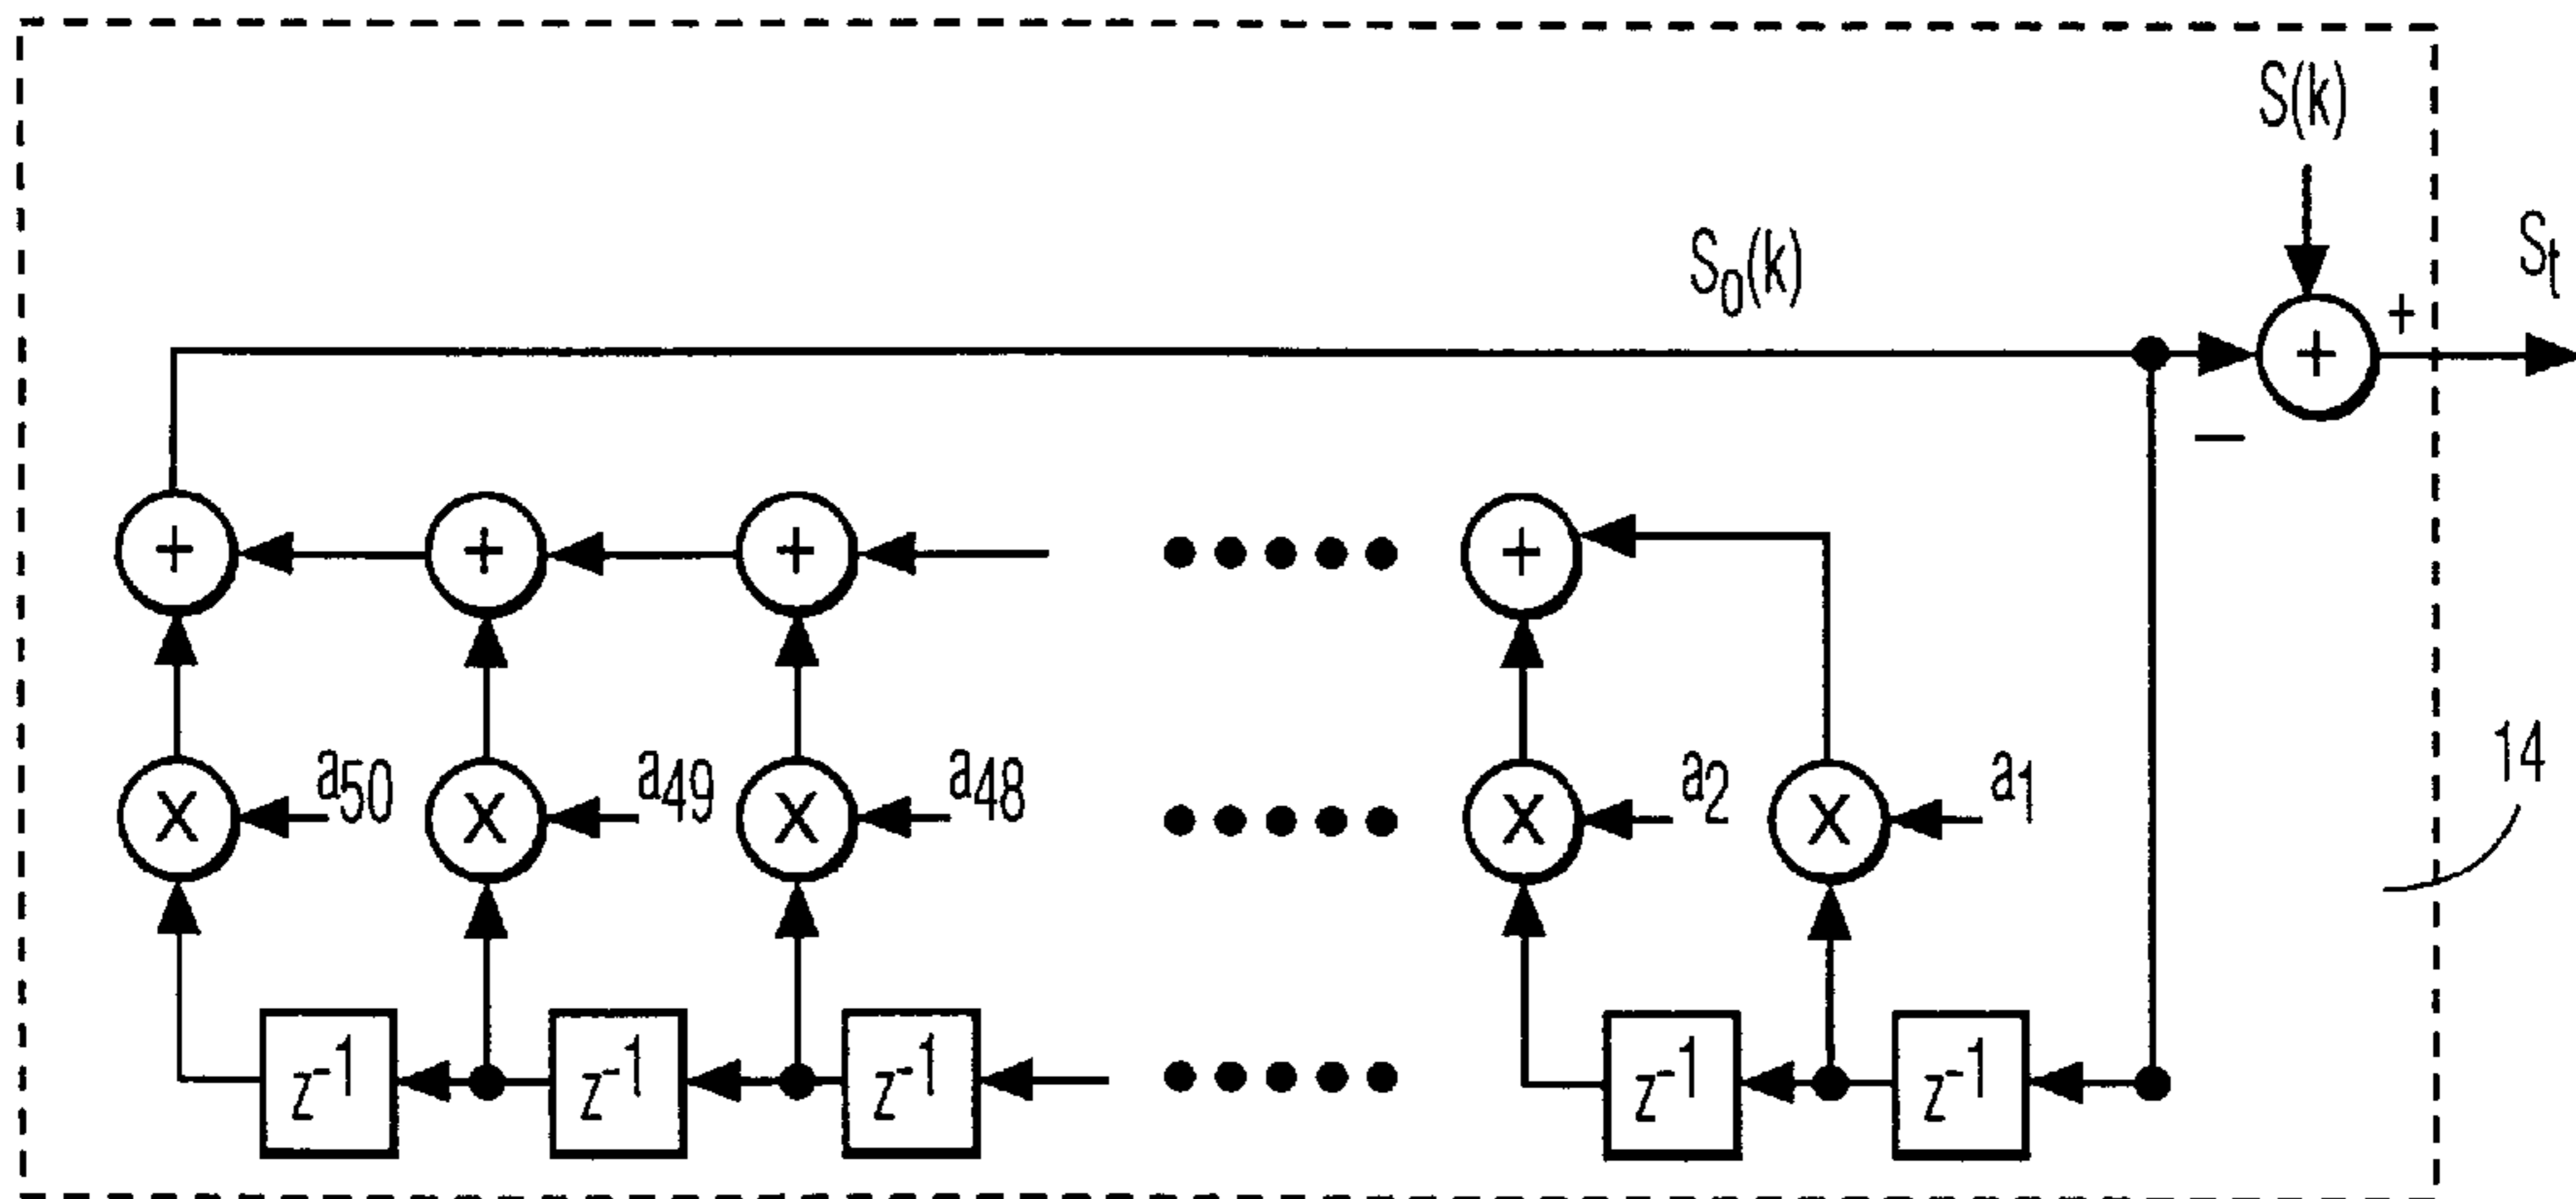 S(k)
S₀(k)
Sₜ
+
+
−
+ + + +
a₅₀ a₄₉ a₄₈ a₂ a₁
X X X X X
14
z⁻¹ z⁻¹ z⁻¹ z⁻¹ z⁻¹